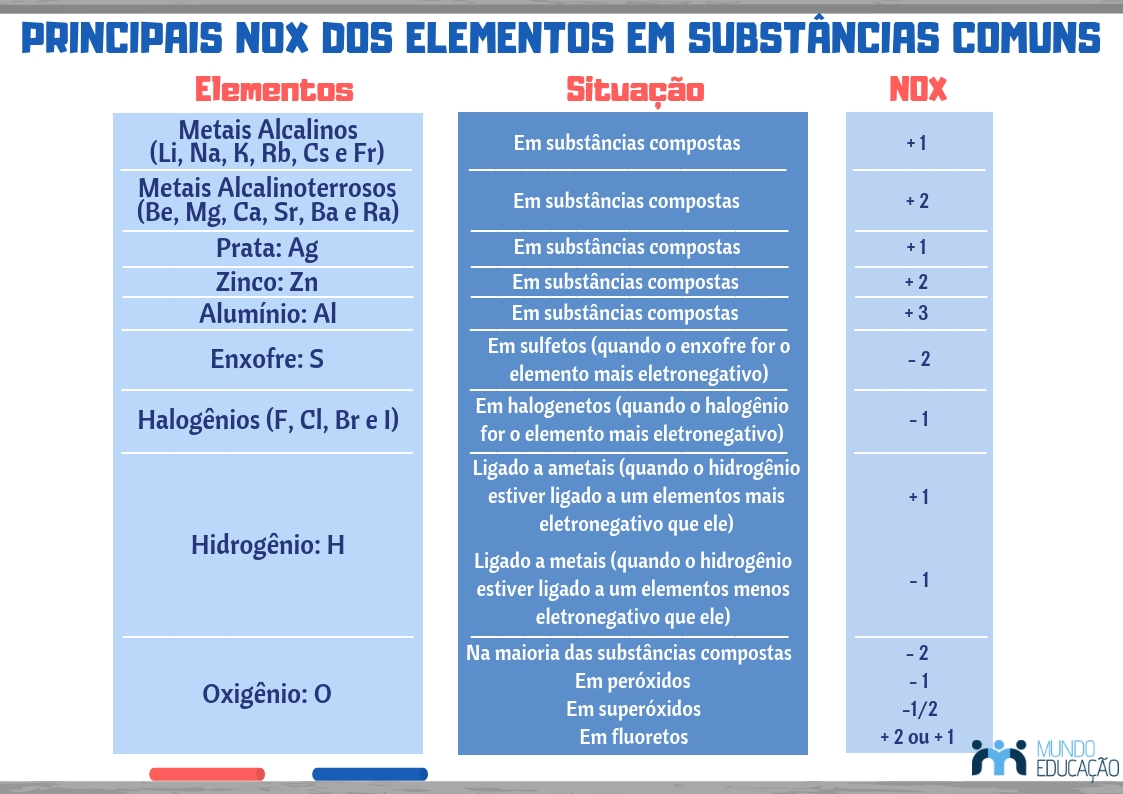 PRINCIPAIS NOX DOS ELEMENTOS EM SUBSTÂNCIAS COMUNS
Elementos Situação NOX
Metais Alcalinos
(Li, Na, K, Rb, Cs e Fr)
Em substâncias compostas
+ 1
Metais Alcalinoterrosos
(Be, Mg, Ca, Sr, Ba e Ra)
Em substâncias compostas
+ 2
Prata: Ag
Em substâncias compostas
+ 1
Zinco: Zn
Em substâncias compostas
+ 2
Alumínio: Al
Em substâncias compostas
+ 3
Enxofre: S
Em sulfetos (quando o enxofre for o
elemento mais eletronegativo)
– 2
Halogênios (F, Cl, Br e I)
Em halogenetos (quando o halogênio
for o elemento mais eletronegativo)
– 1
Hidrogênio: H
Ligado a ametais (quando o hidrogênio
estiver ligado a um elementos mais
eletronegativo que ele)
+ 1
Ligado a metais (quando o hidrogênio
estiver ligado a um elementos menos
eletronegativo que ele)
– 1
Oxigênio: O
Na maioria das substâncias compostas
– 2
Em peróxidos
– 1
Em superóxidos
–1/2
Em fluoretos
+ 2 ou + 1
MUNDO
EDUCAÇÃO